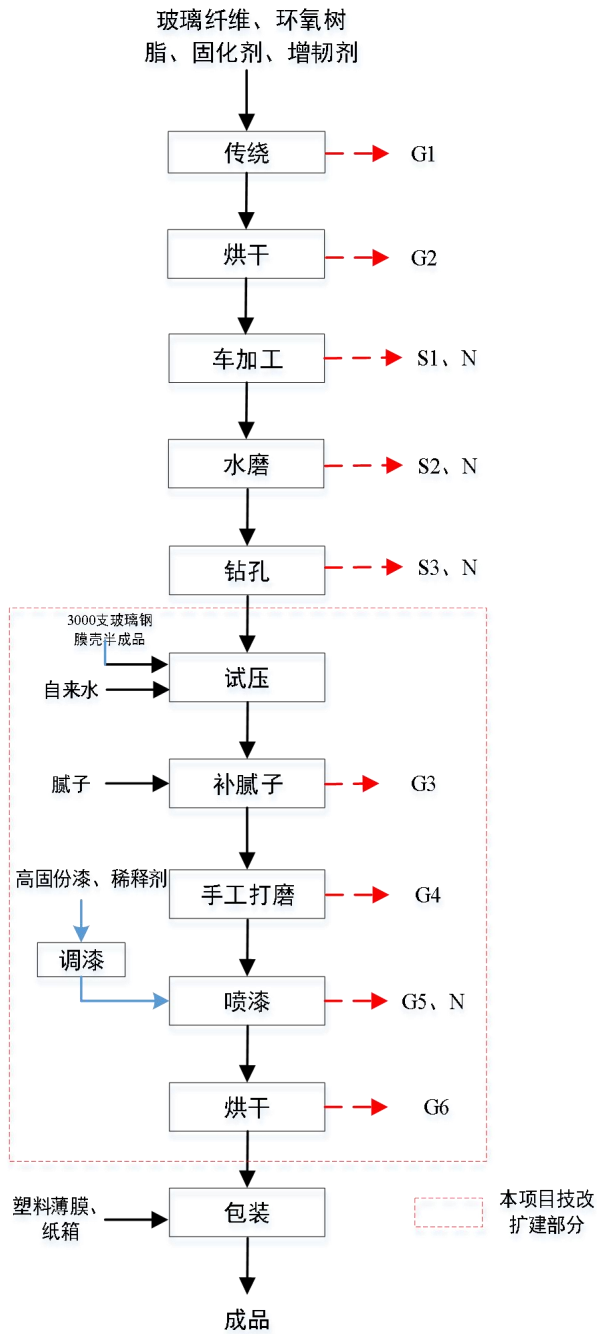 玻璃纤维、环氧树
脂、固化剂、增韧剂
传绕
G1
烘干
G2
车加工
S1、N
水磨
S2、N
钻孔
S3、N
3000支玻璃钢
膜壳半成品
试压
自来水
腻子
补腻子
G3
高固份漆、稀释剂
手工打磨
G4
调漆
喷漆
G5、N
烘干
G6
塑料薄膜、
纸箱
包装
本项目技改
扩建部分
成品